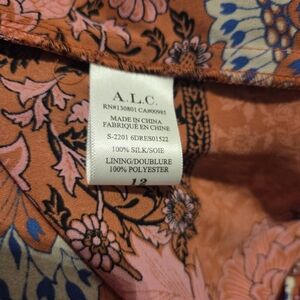 A.L.C.
RN#130801 CA#00985
MADE IN CHINA
FABRIQUÉ EN CHINE
S-2201 6DRES01522
100% SILK/SOIE
LINING/DOUBLURE
100% POLYESTER
12